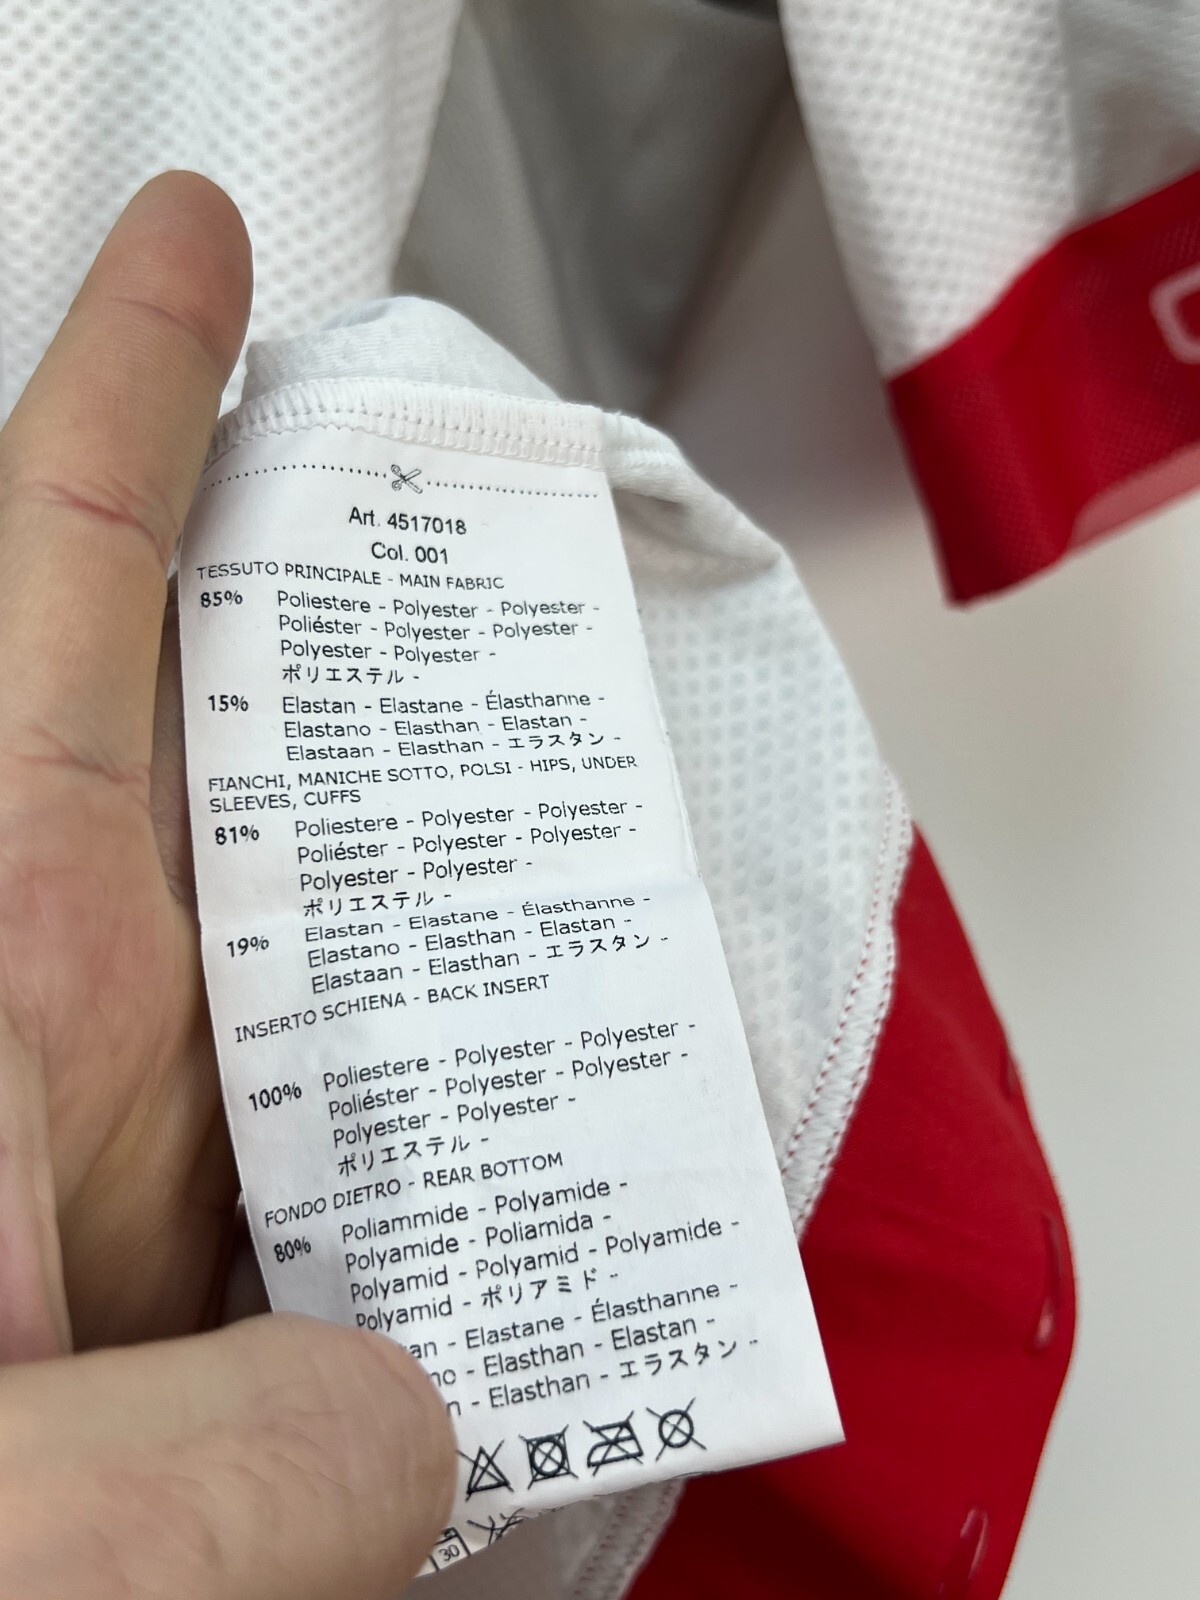 Art. 4517018
Col. 001
TESSUTO PRINCIPALE - MAIN FABRIC
85% Poliestere - Polyester - Polyester -
Poliéster - Polyester - Polyester -
Polyester - Polyester -
ポリエステル -
15% Elastan - Elastane - Élasthanne -
Elastano - Elasthan - Elastan -
Elastaan - Elasthan - エラスタン -
FIANCHI, MANICHE SOTTO, POLSI - HIPS, UNDER
SLEEVES, CUFFS
81% Poliestere - Polyester - Polyester -
Poliéster - Polyester - Polyester -
Polyester - Polyester -
ポリエステル -
19% Elastan - Elastane - Élasthanne -
Elastano - Elasthan - Elastan -
Elastaan - Elasthan - エラスタン -
INSERTO SCHIENA - BACK INSERT
100% Poliestere - Polyester - Polyester -
Poliéster - Polyester - Polyester -
Polyester - Polyester -
ポリエステル -
FONDO DIETRO - REAR BOTTOM
80% Poliammide - Polyamide -
Polyamide - Poliamida -
Polyamid - Polyamid - Polyamide -
Polyamid - ポリアミド -
- Elastane - Élasthanne -
- Elasthan - Elastan -
- Elasthan - エラスタン -
30